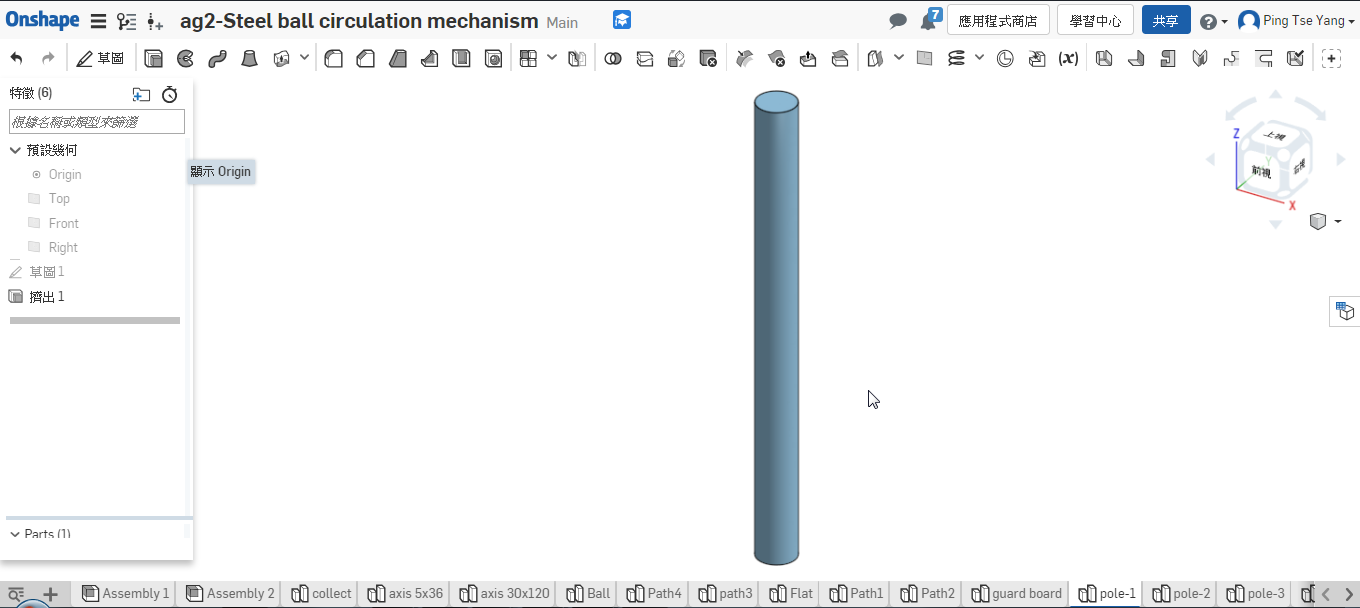 Onshape ag2-Steel ball circulation mechanism Main 7 應用程式商店 學習中心 共享 Ping Tse Yang
草圖 (x)
特徵 (6)
根據名稱或類型來篩選
預設幾何
Origin 顯示 Origin
Top
Front
Right
草圖 1
擠出 1
Parts (1)
上視
Z
前視 右視
Y
X
Assembly 1 Assembly 2 collect axis 5x36 axis 30x120 Ball Path4 path3 Flat Path1 Path2 guard board pole-1 pole-2 pole-3